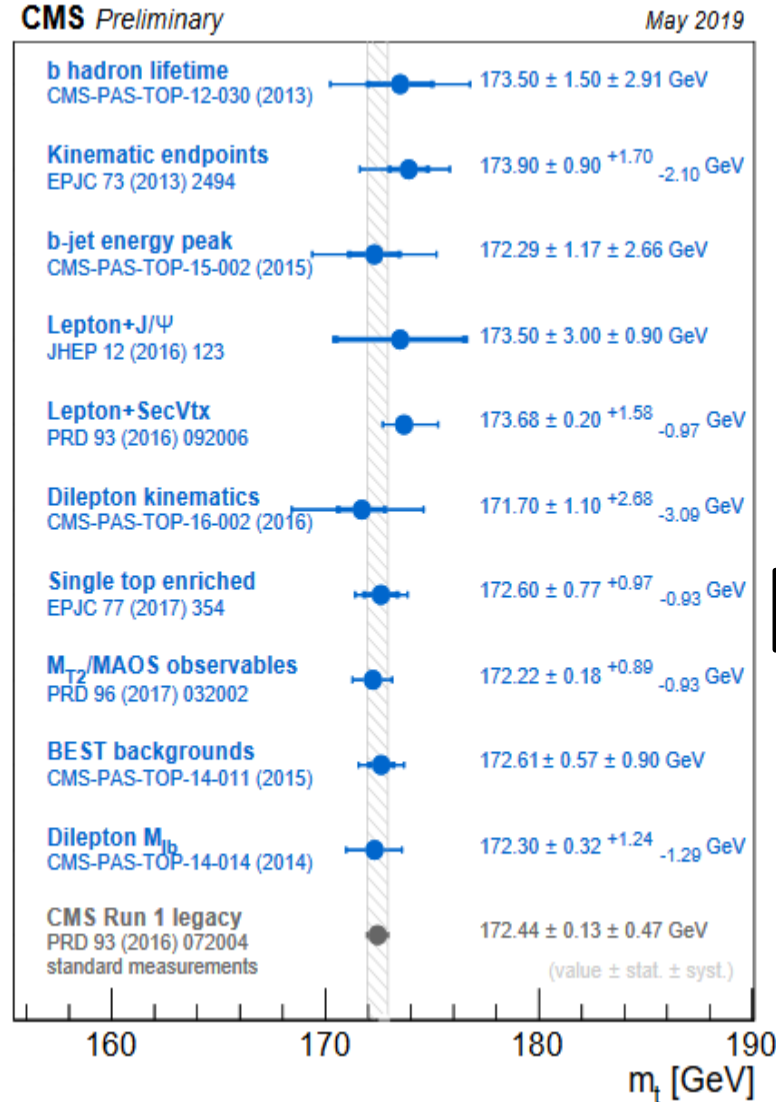 CMS Preliminary May 2019
b hadron lifetime
CMS-PAS-TOP-12-030 (2013)
173.50 ± 1.50 ± 2.91 GeV
Kinematic endpoints
EPJC 73 (2013) 2494
173.90 ± 0.90 +1.70 -2.10 GeV
b-jet energy peak
CMS-PAS-TOP-15-002 (2015)
172.29 ± 1.17 ± 2.66 GeV
Lepton+J/Ψ
JHEP 12 (2016) 123
173.50 ± 3.00 ± 0.90 GeV
Lepton+SecVtx
PRD 93 (2016) 092006
173.68 ± 0.20 +1.58 -0.97 GeV
Dilepton kinematics
CMS-PAS-TOP-16-002 (2016)
171.70 ± 1.10 +2.68 -3.09 GeV
Single top enriched
EPJC 77 (2017) 354
172.60 ± 0.77 +0.97 -0.93 GeV
MT2/MAOS observables
PRD 96 (2017) 032002
172.22 ± 0.18 +0.89 -0.93 GeV
BEST backgrounds
CMS-PAS-TOP-14-011 (2015)
172.61 ± 0.57 ± 0.90 GeV
Dilepton Mlb
CMS-PAS-TOP-14-014 (2014)
172.30 ± 0.32 +1.24 -1.29 GeV
CMS Run 1 legacy
PRD 93 (2016) 072004
standard measurements
172.44 ± 0.13 ± 0.47 GeV
(value ± stat. ± syst.)
160 170 180 190
mt [GeV]